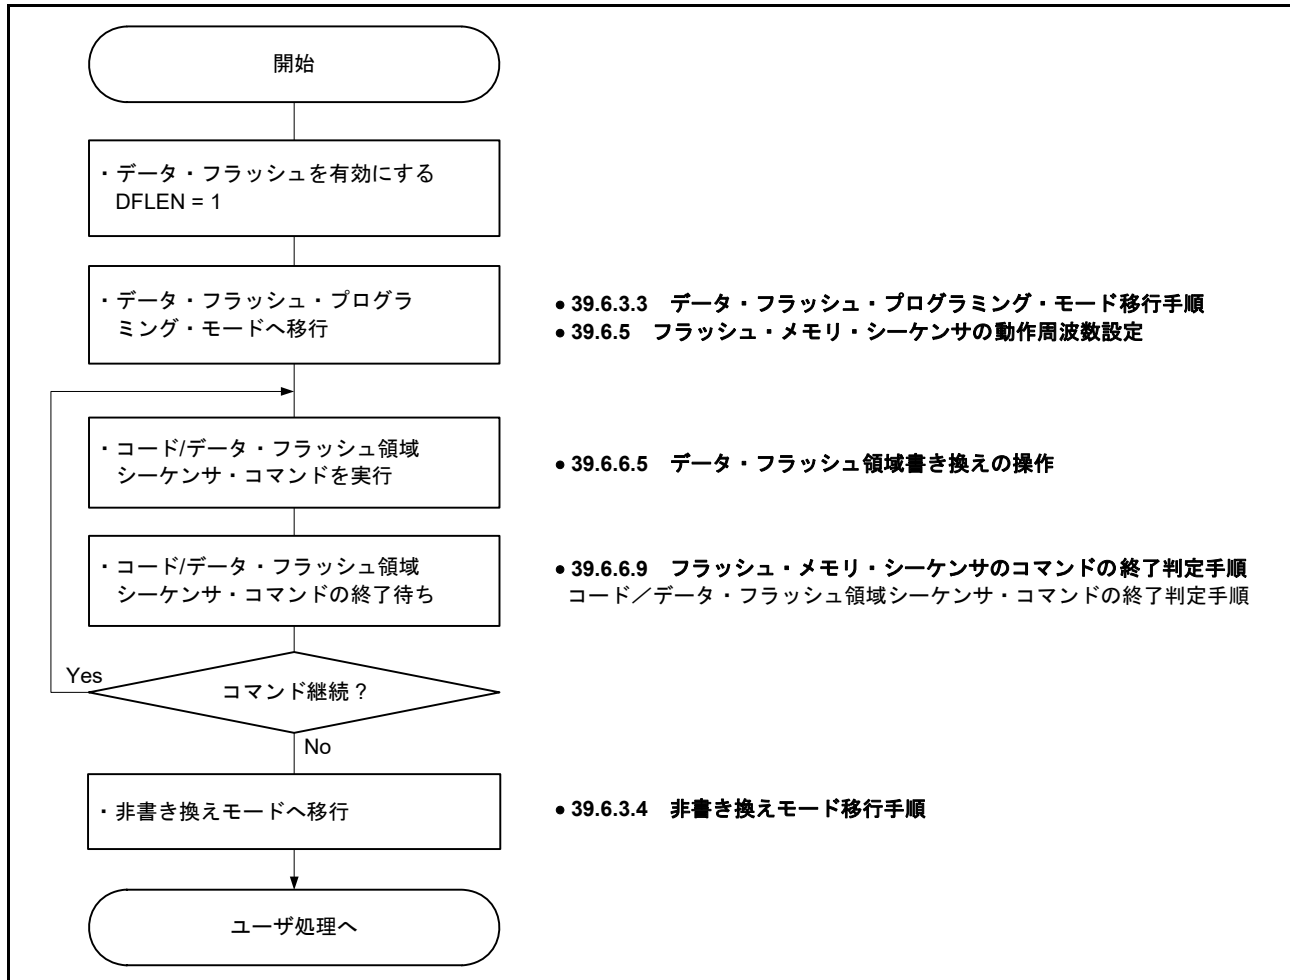 開始
・データ・フラッシュを有効にする
DFLEN = 1
・データ・フラッシュ・プログラ
ミング・モードへ移行
● 39.6.3.3 データ・フラッシュ・プログラミング・モード移行手順
● 39.6.5 フラッシュ・メモリ・シーケンサの動作周波数設定
・コード/データ・フラッシュ領域
シーケンサ・コマンドを実行
● 39.6.6.5 データ・フラッシュ領域書き換えの操作
・コード/データ・フラッシュ領域
シーケンサ・コマンドの終了待ち
● 39.6.6.9 フラッシュ・メモリ・シーケンサのコマンドの終了判定手順
コード／データ・フラッシュ領域シーケンサ・コマンドの終了判定手順
Yes
コマンド継続？
No
・非書き換えモードへ移行
● 39.6.3.4 非書き換えモード移行手順
ユーザ処理へ